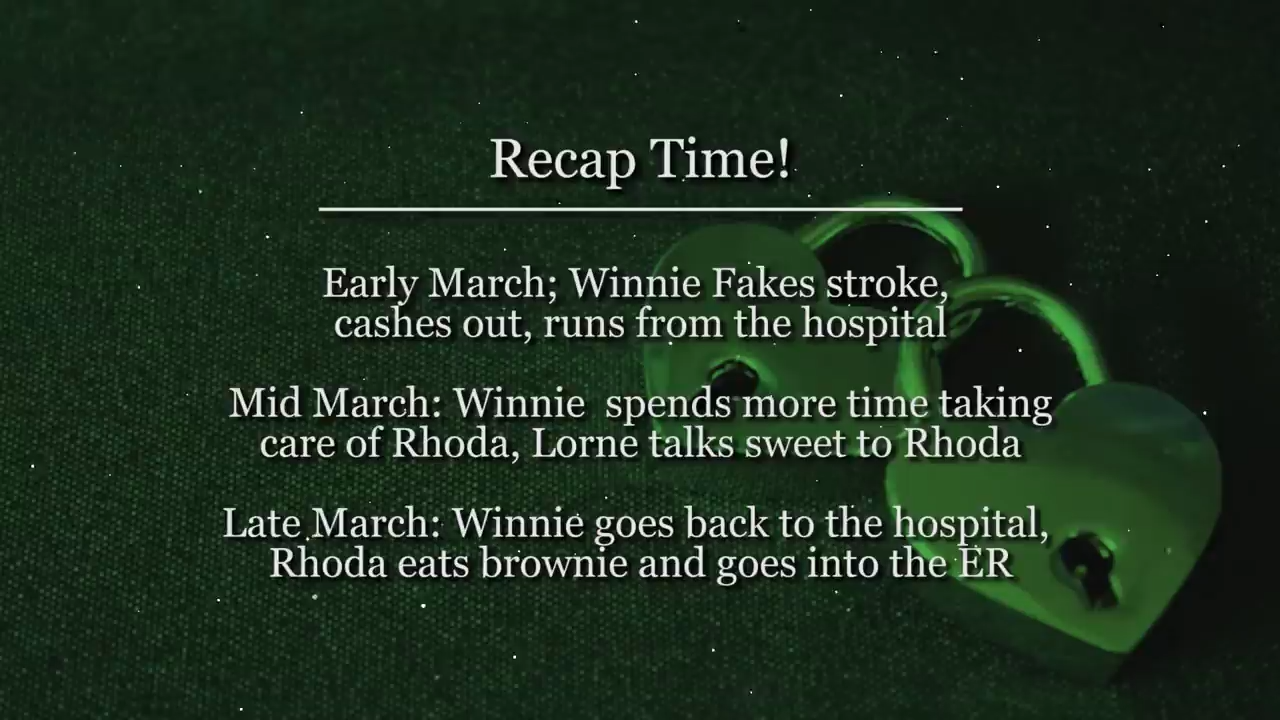 Recap Time!
Early March; Winnie Fakes stroke,
cashes out, runs from the hospital
Mid March: Winnie  spends more time taking
care of Rhoda, Lorne talks sweet to Rhoda
Late March: Winnie goes back to the hospital,
Rhoda eats brownie and goes into the ER